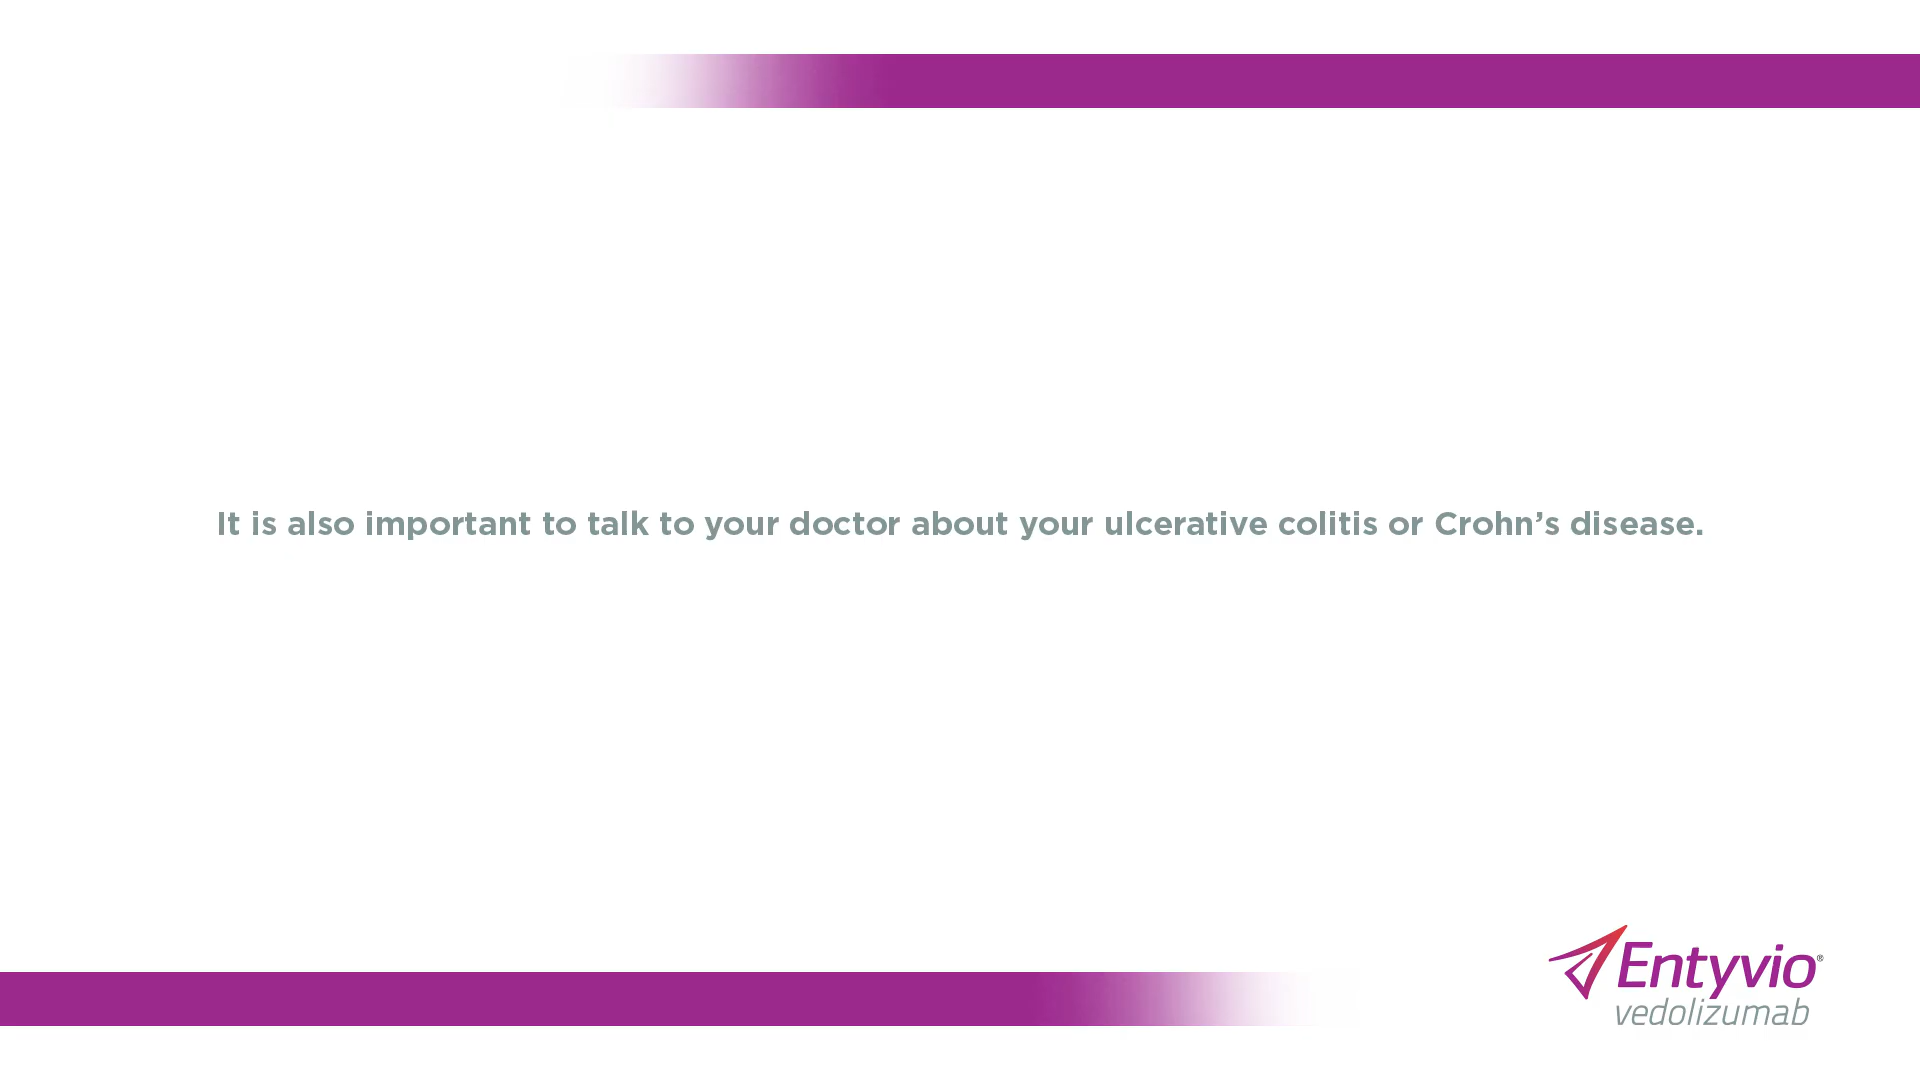 It is also important to talk to your doctor about your ulcerative colitis or Crohn’s disease.
Entyvio®
vedolizumab